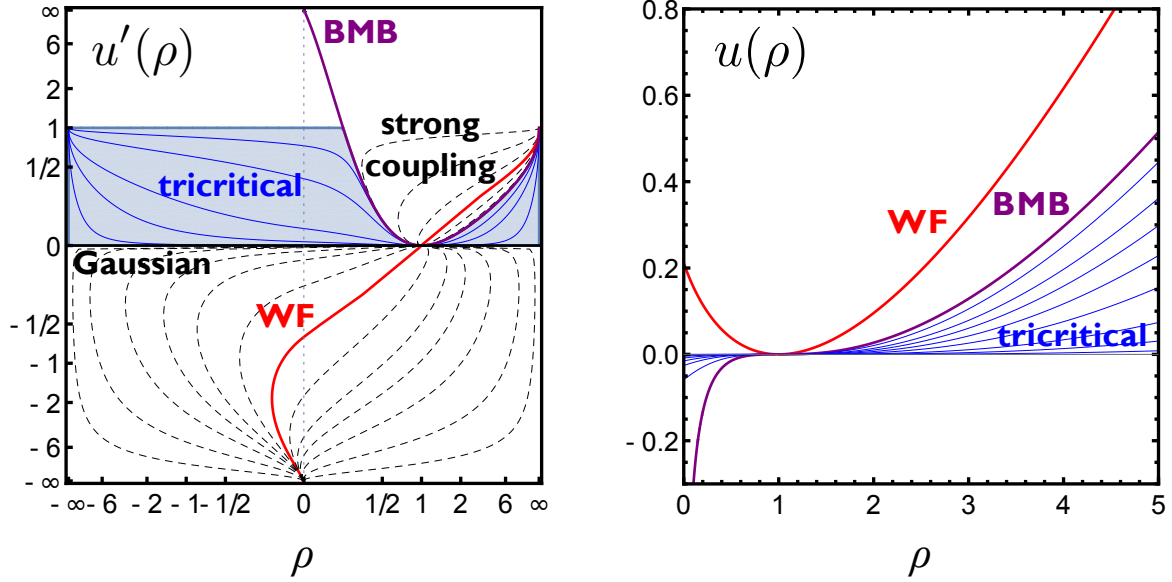 u′(ρ)
BMB
strong
coupling
tricritical
Gaussian
WF
∞
6
2
1
1/2
0
- 1/2
- 1
- 2
- 6
- ∞
- ∞ - 6 - 2 - 1 - 1/2 0 1/2 1 2 6 ∞
ρ
u(ρ)
WF
BMB
tricritical
0.8
0.6
0.4
0.2
0.0
- 0.2
0 1 2 3 4 5
ρ